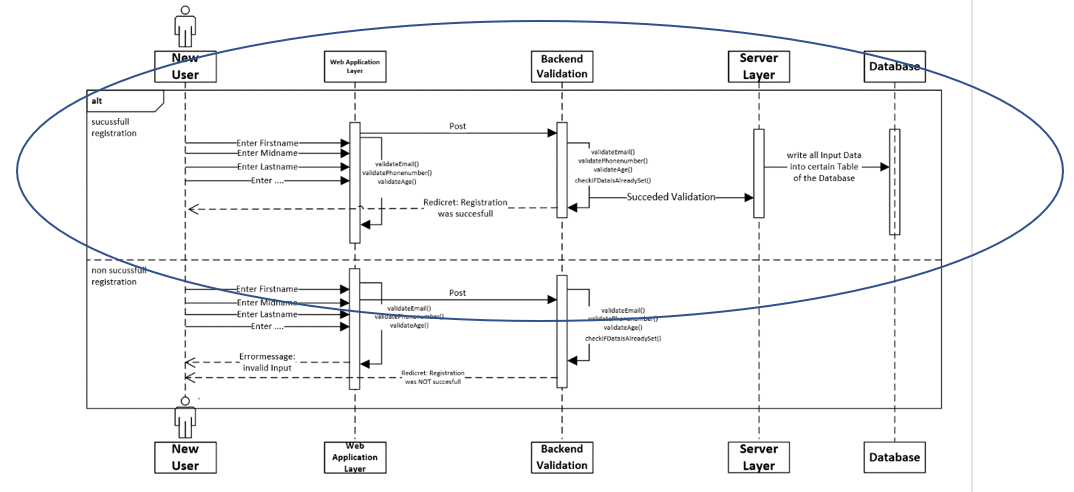 New
User
Web Application
Layer
Backend
Validation
Server
Layer
Database
alt
sucussfull
registration
Enter Firstname
Enter Midname
Enter Lastname
Enter ....
validateEmail()
validatePhonenumber()
validateAge()
Post
validateEmail()
validatePhonenumber()
validateAge()
checkIFDataIsAlreadySet()
Succeded Validation
write all Input Data
into certain Table
of the Database
Redicret: Registration
was succesfull
non sucussfull
registration
Enter Firstname
Enter Midname
Enter Lastname
Enter ....
validateEmail()
validatePhonenumber()
validateAge()
Post
validateEmail()
validatePhonenumber()
validateAge()
checkIFDataIsAlreadySet()
Errormessage:
Invalid Input
Redicret: Registration
was NOT succesfull
New
User
Web
Application
Layer
Backend
Validation
Server
Layer
Database